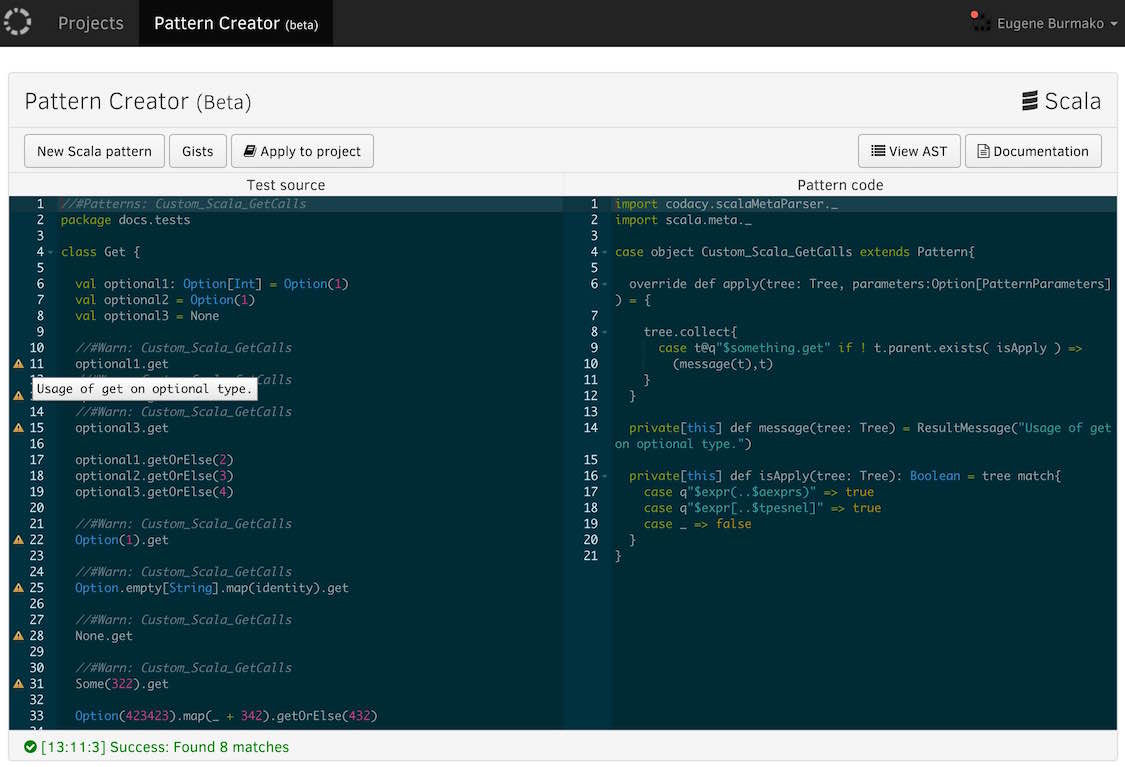 Projects Pattern Creator (beta) Eugene Burmako
Pattern Creator (Beta) Scala
New Scala pattern Gists Apply to project View AST Documentation
Test source
1 //#Patterns: Custom_Scala_GetCalls
2 package docs.tests
3
4 class Get {
5
6 val optional1: Option[Int] = Option(1)
7 val optional2 = Option(1)
8 val optional3 = None
9
10 //#Warn: Custom_Scala_GetCalls
11 optional1.get
Usage of get on optional type.
14 //#Warn: Custom_Scala_GetCalls
15 optional3.get
16
17 optional1.getOrElse(2)
18 optional2.getOrElse(3)
19 optional3.getOrElse(4)
20
21 //#Warn: Custom_Scala_GetCalls
22 Option(1).get
23
24 //#Warn: Custom_Scala_GetCalls
25 Option.empty[String].map(identity).get
26
27 //#Warn: Custom_Scala_GetCalls
28 None.get
29
30 //#Warn: Custom_Scala_GetCalls
31 Some(322).get
32
33 Option(423423).map(_ + 342).getOrElse(432)
Pattern code
1 import codacy.scalaMetaParser._
2 import scala.meta._
3
4 case object Custom_Scala_GetCalls extends Pattern{
5
6 override def apply(tree: Tree, parameters:Option[PatternParameters]
) = {
7
8 tree.collect{
9 case t@q"$something.get" if ! t.parent.exists( isApply ) =>
10 (message(t),t)
11 }
12 }
13
14 private[this] def message(tree: Tree) = ResultMessage("Usage of get
on optional type.")
15
16 private[this] def isApply(tree: Tree): Boolean = tree match{
17 case q"$expr(..$aexprs)" => true
18 case q"$expr[..$tpesnel]" => true
19 case _ => false
20 }
21 }
[13:11:3] Success: Found 8 matches